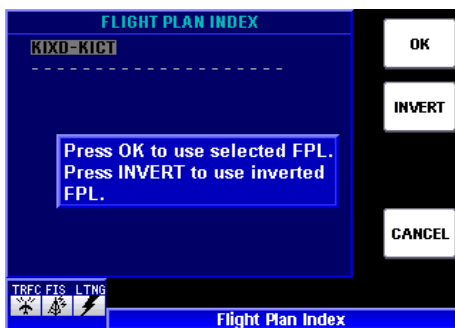 FLIGHT PLAN INDEX
KIXD-KICT
- - - - - - - - - - - - - - - - - - - - -
OK
INVERT
Press OK to use selected FPL.
Press INVERT to use inverted
FPL.
CANCEL
TRFC FIS LTNG
Flight Plan Index